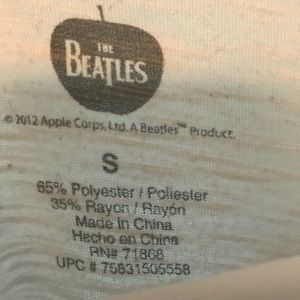 THE
BEATLES
© 2012 Apple Corps, Ltd. A Beatles™ Product.
S
65% Polyester / Poliester
35% Rayon / Rayón
Made in China
Hecho en China
RN# 71868
UPC # 75831505558